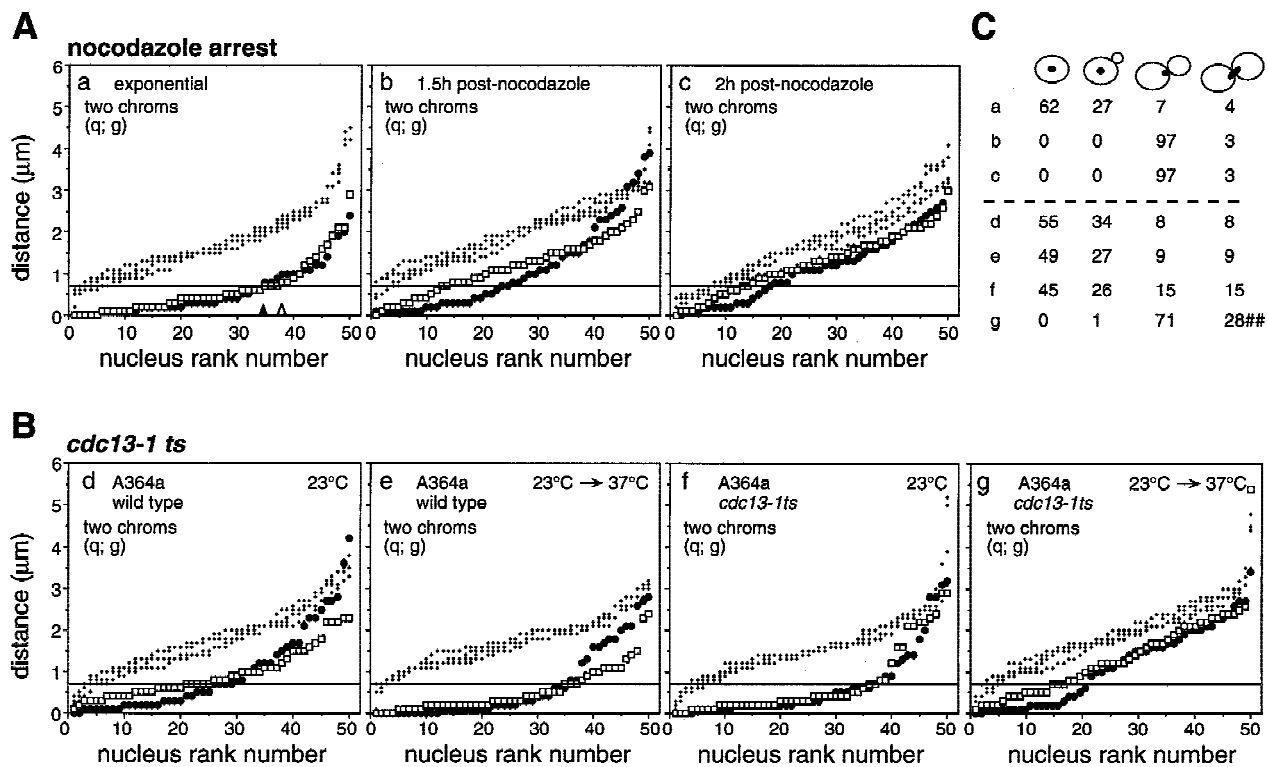 A
nocodazole arrest
a exponential
two chroms
(q; g)
b 1.5h post-nocodazole
two chroms
(q; g)
c 2h post-nocodazole
two chroms
(q; g)
distance (µm)
6
5
4
3
2
1
0
0 10 20 30 40 50
0 10 20 30 40 50
0 10 20 30 40 50
nucleus rank number
nucleus rank number
nucleus rank number
C
a 62 27 7 4
b 0 0 97 3
c 0 0 97 3
d 55 34 8 8
e 49 27 9 9
f 45 26 15 15
g 0 1 71 28##
B
cdc13-1 ts
d A364a 23°C
wild type
two chroms
(q; g)
e A364a 23°C → 37°C
wild type
two chroms
(q; g)
f A364a 23°C
cdc13-1ts
two chroms
(q; g)
g A364a 23°C → 37°C
cdc13-1ts
two chroms
(q; g)
distance (µm)
6
5
4
3
2
1
0
0 10 20 30 40 50
0 10 20 30 40 50
0 10 20 30 40 50
0 10 20 30 40 50
nucleus rank number
nucleus rank number
nucleus rank number
nucleus rank number